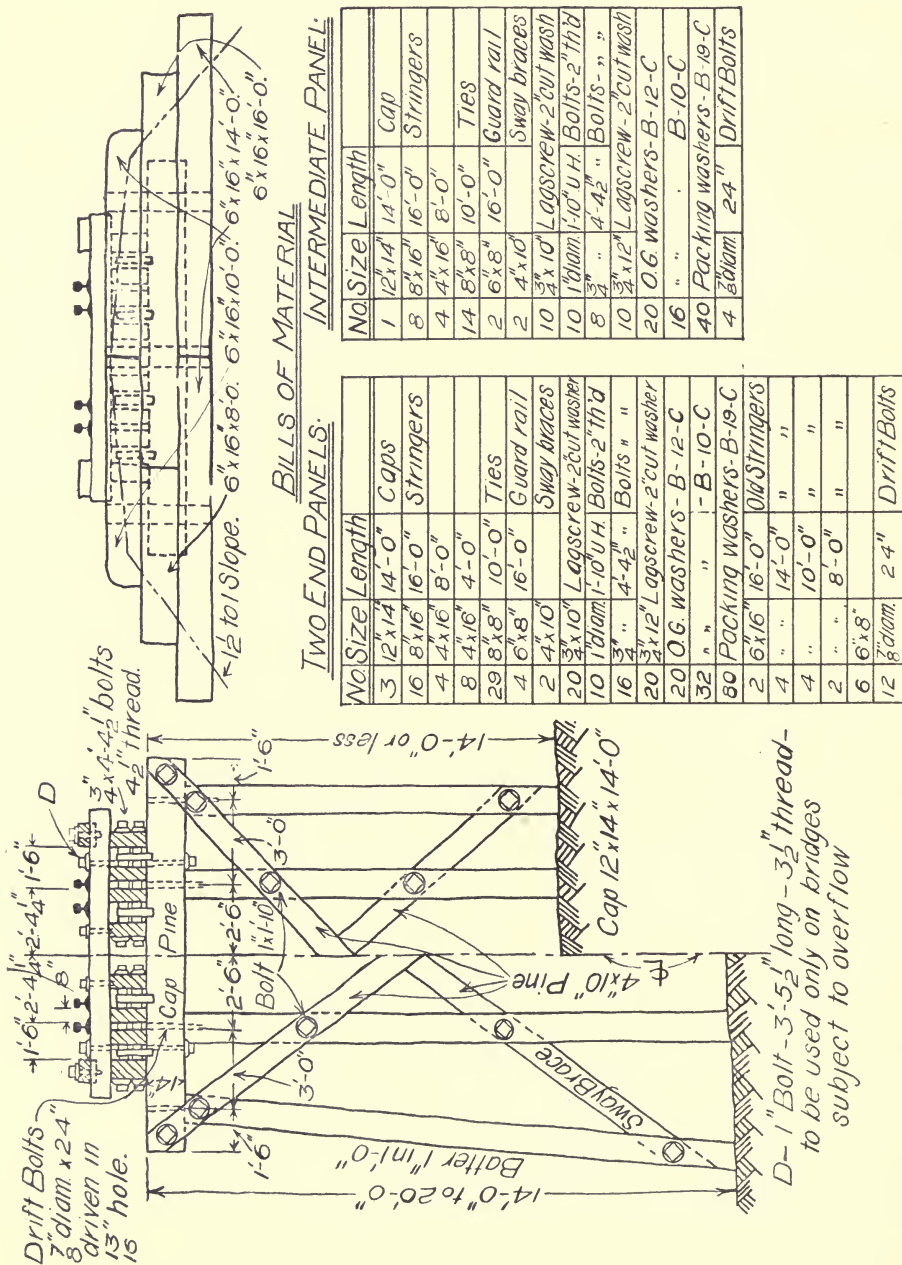 Drift Bolts
7/8" diam. x 24"
driven in
13/16" hole.
1'-6"
2'-4 1/4"
2'-4 1/4"
1'-6"
8"
D
3/4" x 4'-4 1/2" bolts
4 1/2" thread.
14"
Cap Pine
1'-6"
3'-0"
2'-6"
2'-6"
3'-0"
1'-6"
Bolt 1"x1'-10"
14'-0" to 20'-0"
Batter 1" in 1'-0"
Sway Brace
4"x10" Pine
14'-0" or less
Cap 12"x14"x14'-0"
℄
D- 1" Bolt-3'-5 1/2" long-3 1/2" thread-
to be used only on bridges
subject to overflow
1 1/2 to 1 Slope.
6"x16"x8'-0"
6"x16"x10'-0"
6"x16"x14'-0"
6"x16"x16'-0"
BILLS OF MATERIAL
TWO END PANELS.
No. Size Length
3 12"x14" 14'-0" Caps
16 8"x16" 16'-0" Stringers
4 4"x16" 8'-0"
8 4"x16" 4'-0"
29 8"x8" 10'-0" Ties
4 6"x8" 16'-0" Guard rail
2 4"x10" Sway braces
20 3/4"x10" Lagscrew-2"cut washer
10 1"diam. 1'-10"U.H. Bolts-2"th'd
16 3/4" " 4'-4 1/2" " Bolts " "
20 3/4"x12" Lagscrew-2"cut washer
20 O.G. washers-B-12-C
32 " " -B-10-C
80 Packing washers-B-19-C
2 6"x16" 16'-0" Old Stringers
4 " " 14'-0" " "
4 " " 10'-0" " "
2 " " 8'-0" " "
6 6"x8"
12 7/8"diam. 24" Drift Bolts
INTERMEDIATE PANEL.
No. Size Length
1 12"x14" 14'-0" Cap
8 8"x16" 16'-0" Stringers
4 4"x16" 8'-0"
14 8"x8" 10'-0" Ties
2 6"x8" 16'-0" Guard rail
2 4"x10" Sway braces
10 3/4"x10" Lagscrew-2"cut wash
10 1"diam. 1'-10"U.H. Bolts-2"th'd
8 3/4" " 4'-4 1/2" " Bolts- " "
10 3/4"x12" Lagscrew-2"cut wash
20 O.G. washers-B-12-C
16 " " B-10-C
40 Packing washers-B-19-C
4 7/8"diam. 24" Drift Bolts